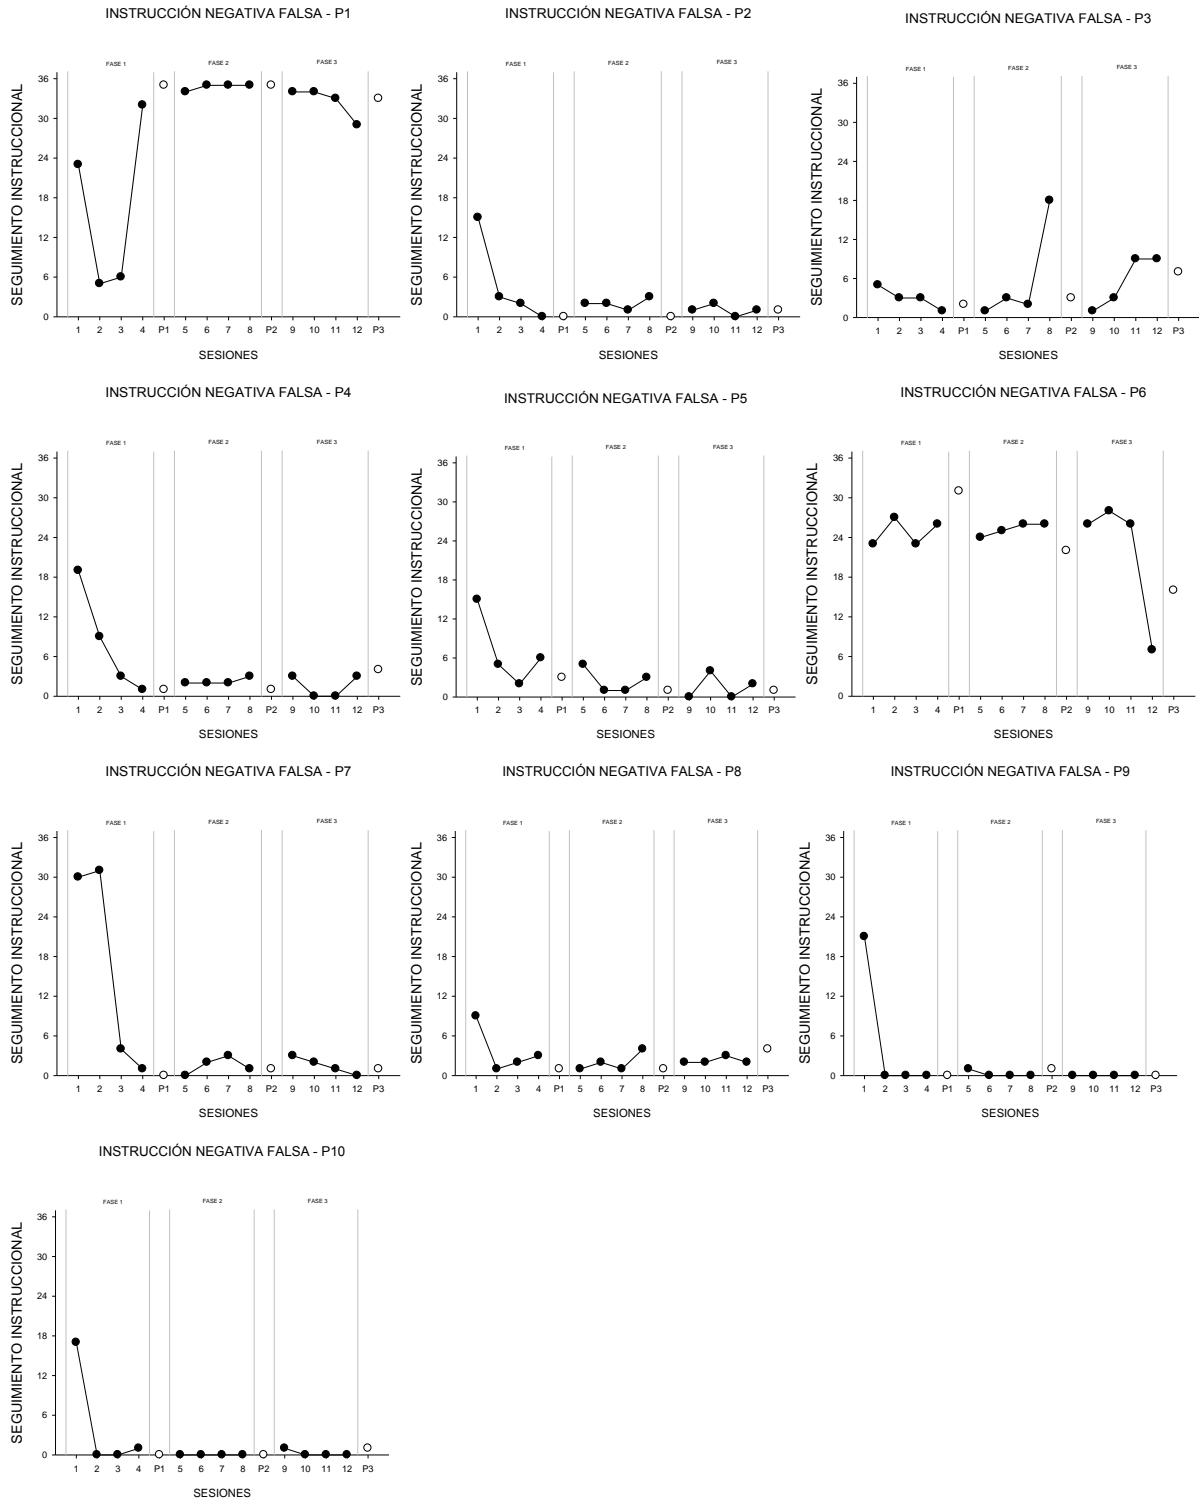 INSTRUCCIÓN NEGATIVA FALSA - P1
FASE 1 FASE 2 FASE 3
SEGUIMIENTO INSTRUCCIONAL
36
30
24
18
12
6
0
1 2 3 4 P1 5 6 7 8 P2 9 10 11 12 P3
SESIONES
INSTRUCCIÓN NEGATIVA FALSA - P2
FASE 1 FASE 2 FASE 3
SEGUIMIENTO INSTRUCCIONAL
36
30
24
18
12
6
0
1 2 3 4 P1 5 6 7 8 P2 9 10 11 12 P3
SESIONES
INSTRUCCIÓN NEGATIVA FALSA - P3
FASE 1 FASE 2 FASE 3
SEGUIMIENTO INSTRUCCIONAL
36
30
24
18
12
6
0
1 2 3 4 P1 5 6 7 8 P2 9 10 11 12 P3
SESIONES
INSTRUCCIÓN NEGATIVA FALSA - P4
FASE 1 FASE 2 FASE 3
SEGUIMIENTO INSTRUCCIONAL
36
30
24
18
12
6
0
1 2 3 4 P1 5 6 7 8 P2 9 10 11 12 P3
SESIONES
INSTRUCCIÓN NEGATIVA FALSA - P5
FASE 1 FASE 2 FASE 3
SEGUIMIENTO INSTRUCCIONAL
36
30
24
18
12
6
0
1 2 3 4 P1 5 6 7 8 P2 9 10 11 12 P3
SESIONES
INSTRUCCIÓN NEGATIVA FALSA - P6
FASE 1 FASE 2 FASE 3
SEGUIMIENTO INSTRUCCIONAL
36
30
24
18
12
6
0
1 2 3 4 P1 5 6 7 8 P2 9 10 11 12 P3
SESIONES
INSTRUCCIÓN NEGATIVA FALSA - P7
FASE 1 FASE 2 FASE 3
SEGUIMIENTO INSTRUCCIONAL
36
30
24
18
12
6
0
1 2 3 4 P1 5 6 7 8 P2 9 10 11 12 P3
SESIONES
INSTRUCCIÓN NEGATIVA FALSA - P8
FASE 1 FASE 2 FASE 3
SEGUIMIENTO INSTRUCCIONAL
36
30
24
18
12
6
0
1 2 3 4 P1 5 6 7 8 P2 9 10 11 12 P3
SESIONES
INSTRUCCIÓN NEGATIVA FALSA - P9
FASE 1 FASE 2 FASE 3
SEGUIMIENTO INSTRUCCIONAL
36
30
24
18
12
6
0
1 2 3 4 P1 5 6 7 8 P2 9 10 11 12 P3
SESIONES
INSTRUCCIÓN NEGATIVA FALSA - P10
FASE 1 FASE 2 FASE 3
SEGUIMIENTO INSTRUCCIONAL
36
30
24
18
12
6
0
1 2 3 4 P1 5 6 7 8 P2 9 10 11 12 P3
SESIONES